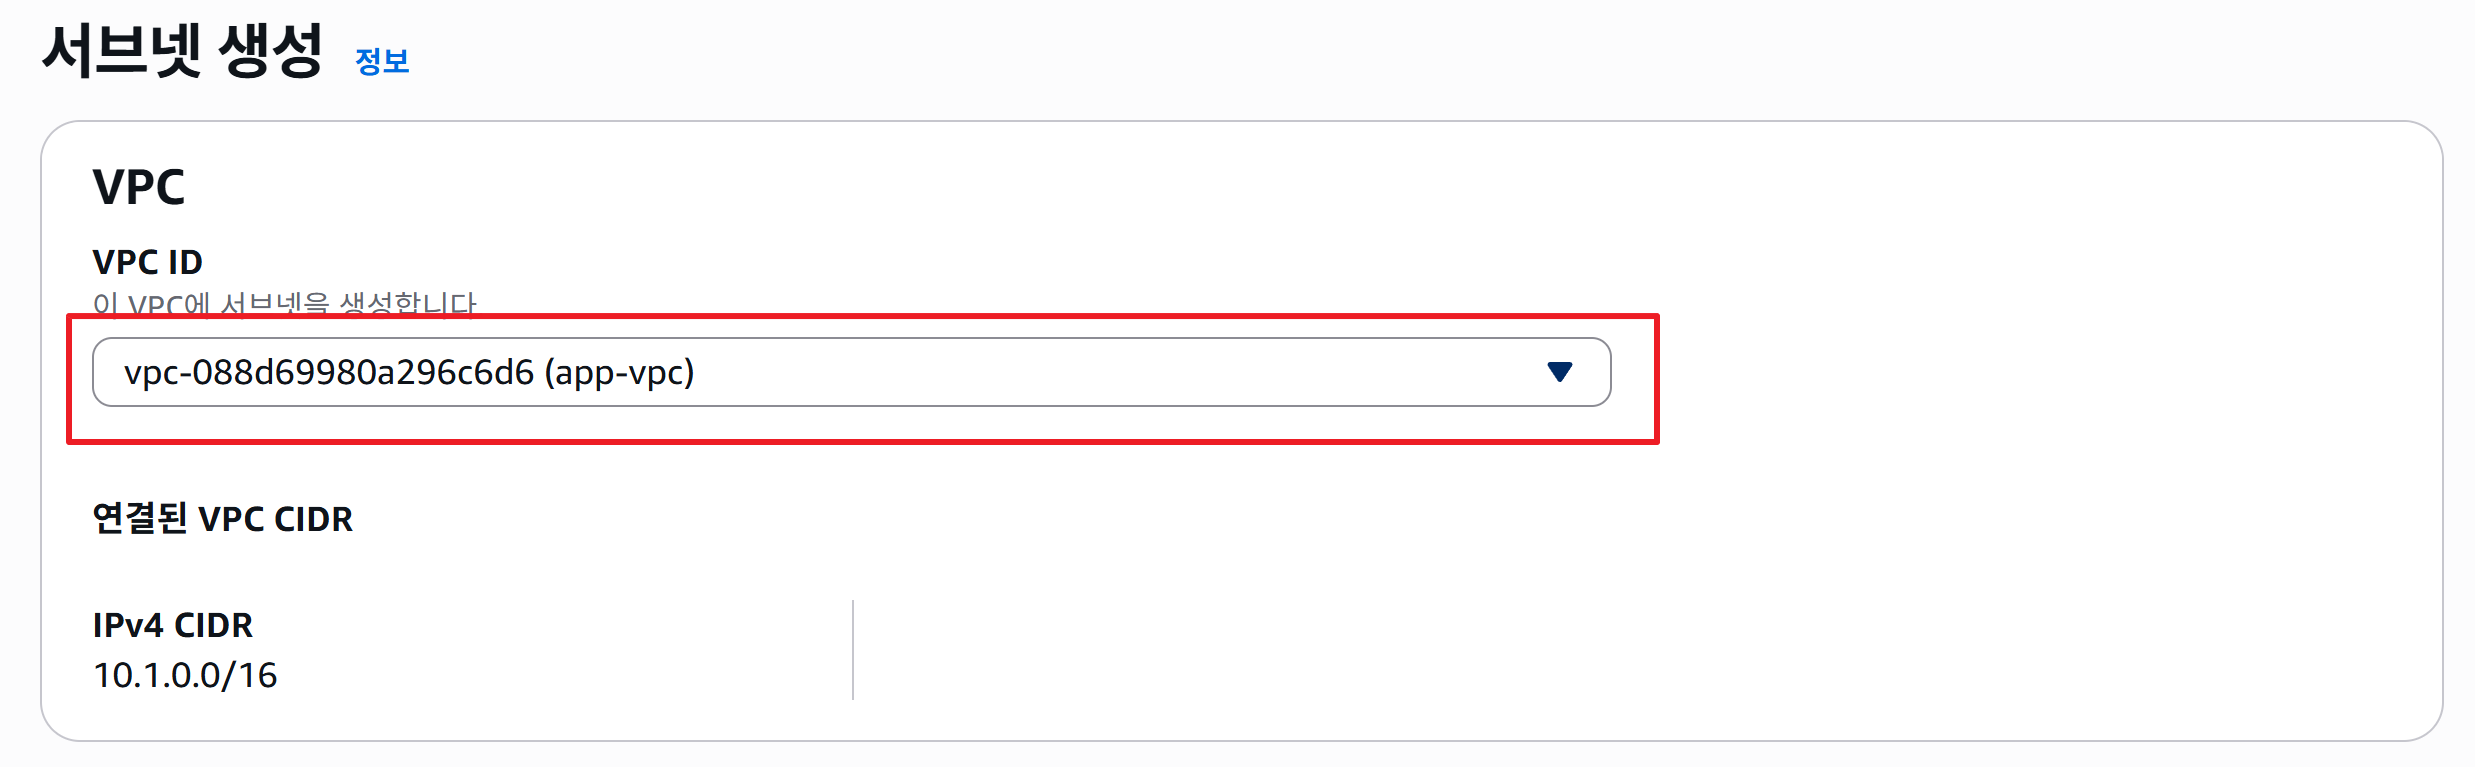 서브넷 생성 정보
VPC
VPC ID
이 VPC에 서브넷을 생성합니다
vpc-088d69980a296c6d6 (app-vpc)
연결된 VPC CIDR
IPv4 CIDR
10.1.0.0/16